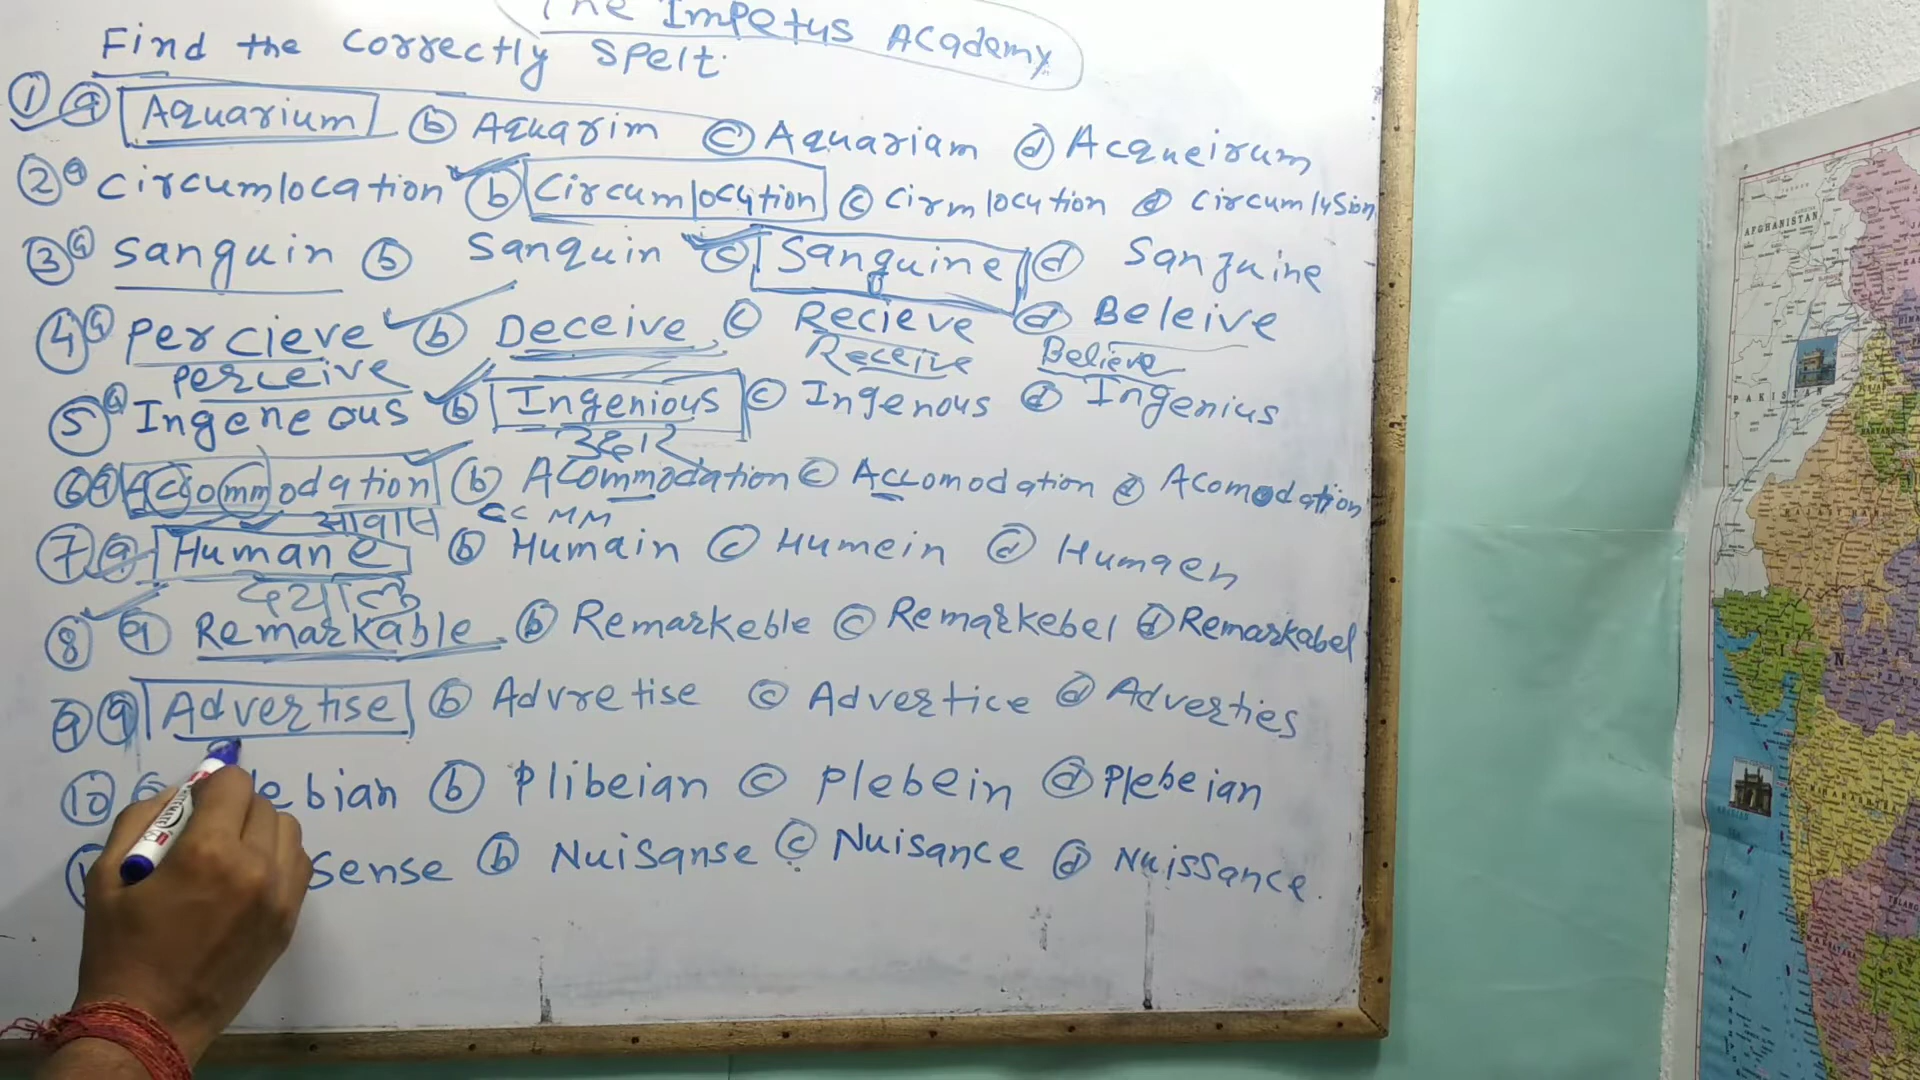 The Impetus Academy
Find the Correctly Spelt.
① ⓐ Aquarium ⓑ Aquarim ⓒ Aquariam ⓓ Acqueirum
② ⓐ Circumlocation ⓑ Circumlocution ⓒ Cirmlocution ⓓ Circumlusion
③ ⓐ Sanguin ⓑ Sanquin ⓒ Sanguine ⓓ Sanzuine
④ ⓐ Percieve ⓑ Deceive ⓒ Recieve ⓓ Beleive
Perceive Receive Believe
⑤ ⓐ Ingeneous ⓑ Ingenious ⓒ Ingenous ⓓ Ingenius
⑥ ⓐ Accommodation ⓑ Acommodation ⓒ Accomodation ⓓ Acomodation
आवास CC MM
⑦ ⓐ Humane ⓑ Humain ⓒ Humein ⓓ Humaen
दयालु
⑧ ⓐ Remarkable ⓑ Remarkeble ⓒ Remarkebel ⓓ Remarkabel
⑨ ⓐ Advertise ⓑ Advretise ⓒ Advertice ⓓ Adverties
⑩ ebian ⓑ Plibeian ⓒ Plebein ⓓ Plebeian
sense ⓑ Nuisanse ⓒ Nuisance ⓓ Nuissance
AFGHANISTAN
PAKISTAN